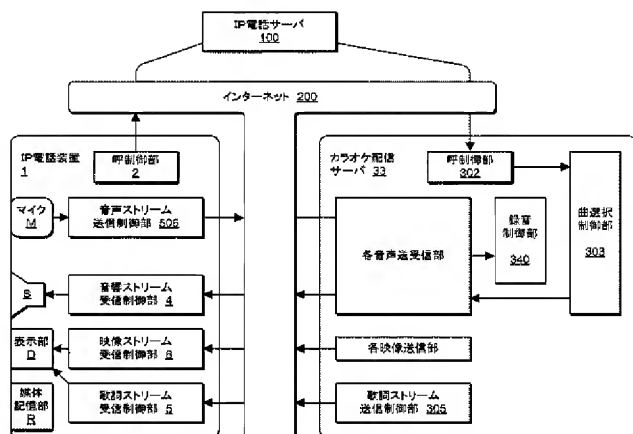 IP電話サーバ
100
インターネット 200
IP電話装置
1
呼制御部
2
マイク
M
音声ストリーム
送信制御部 506
S
音響ストリーム
受信制御部 4
表示部
D
映像ストリーム
受信制御部 6
媒体
記憶部
R
歌詞ストリーム
受信制御部 5
カラオケ配信
サーバ 33
呼制御部
302
各音声送受信部
録音
制御部
340
曲選択
制御部
303
各映像送信部
歌詞ストリーム
送信制御部 305